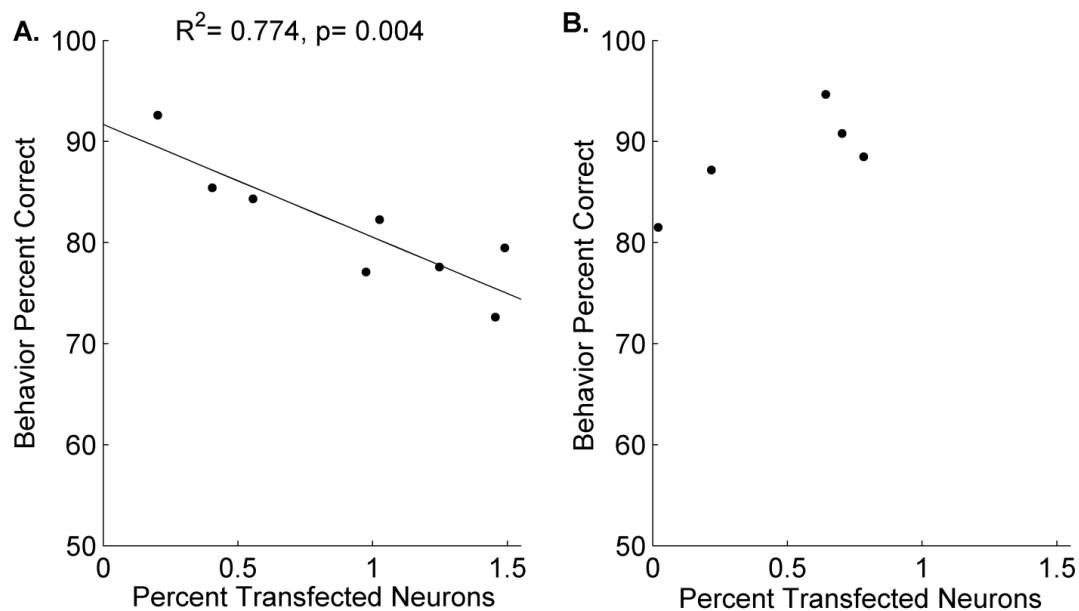 A.
R²= 0.774, p= 0.004
100
90
80
70
60
50
0 0.5 1 1.5
Behavior Percent Correct
Percent Transfected Neurons
B.
100
90
80
70
60
50
0 0.5 1 1.5
Behavior Percent Correct
Percent Transfected Neurons